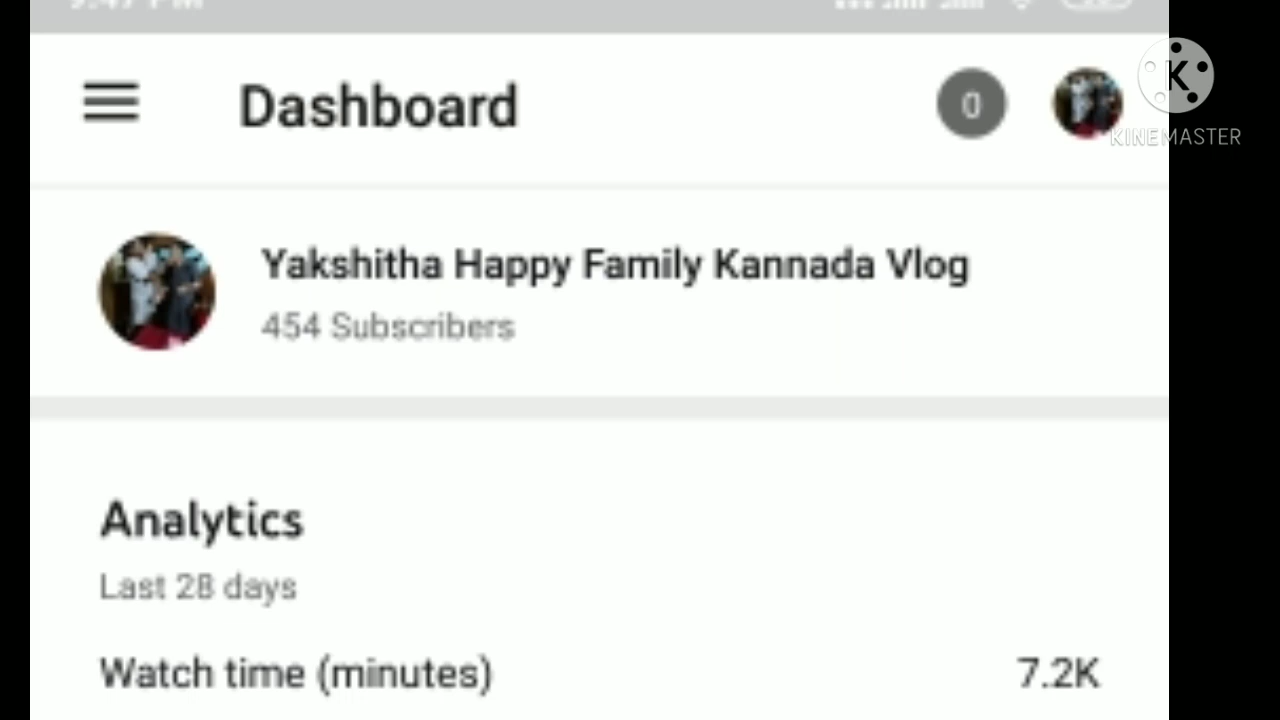 Dashboard
0
K
KINEMASTER
Yakshitha Happy Family Kannada Vlog
454 Subscribers
Analytics
Last 28 days
Watch time (minutes)
7.2K